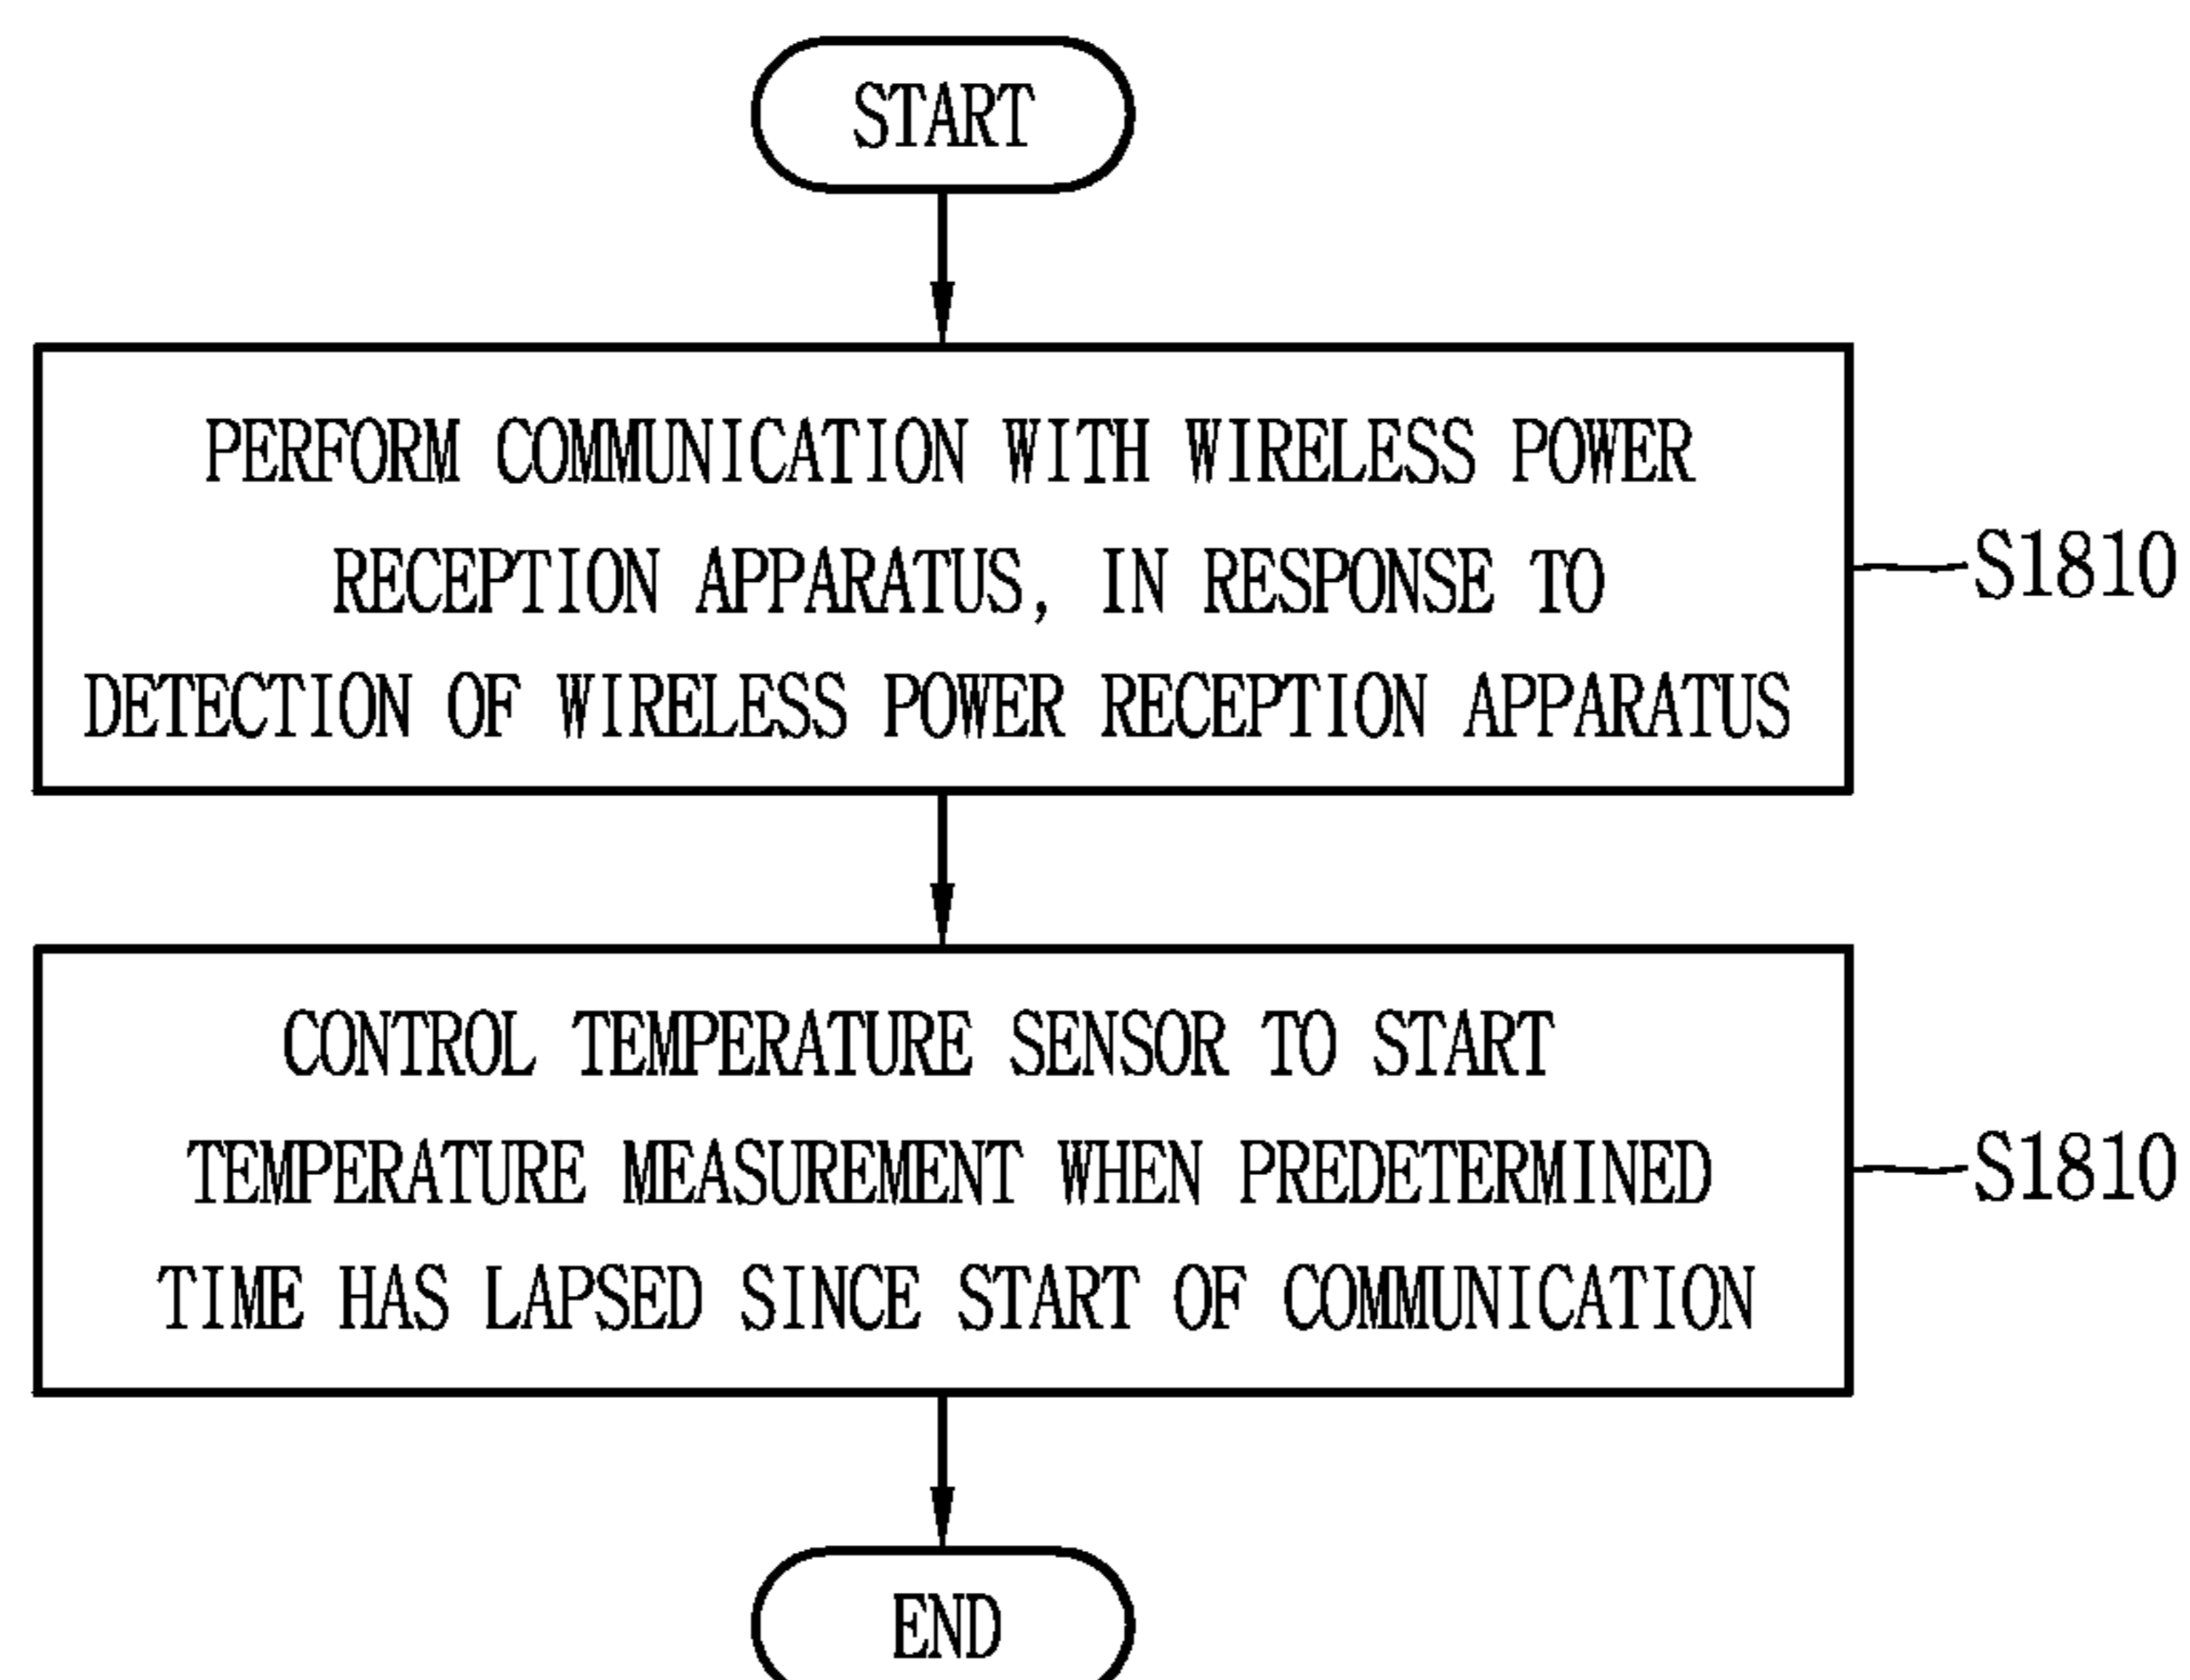 START
PERFORM COMMUNICATION WITH WIRELESS POWER
RECEPTION APPARATUS, IN RESPONSE TO
DETECTION OF WIRELESS POWER RECEPTION APPARATUS
S1810
CONTROL TEMPERATURE SENSOR TO START
TEMPERATURE MEASUREMENT WHEN PREDETERMINED
TIME HAS LAPSED SINCE START OF COMMUNICATION
S1810
END